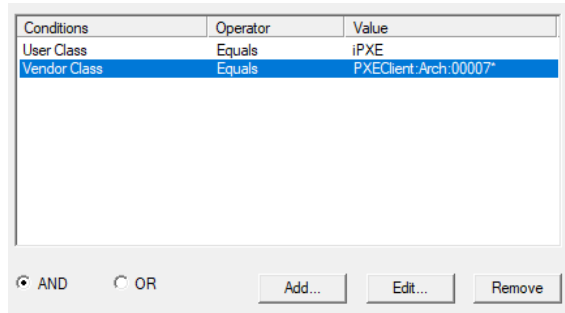 Conditions Operator Value
User Class Equals iPXE
Vendor Class Equals PXEClient:Arch:00007*
AND OR Add... Edit... Remove